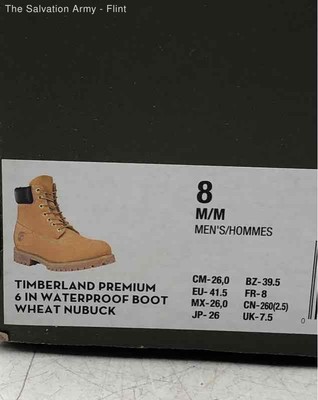 The Salvation Army - Flint
8
M/M
MEN'S/HOMMES
TIMBERLAND PREMIUM
6 IN WATERPROOF BOOT
WHEAT NUBUCK
CM-26,0 BZ-39.5
EU- 41.5 FR-8
MX-26,0 CN-260(2.5)
JP- 26 UK-7.5
0